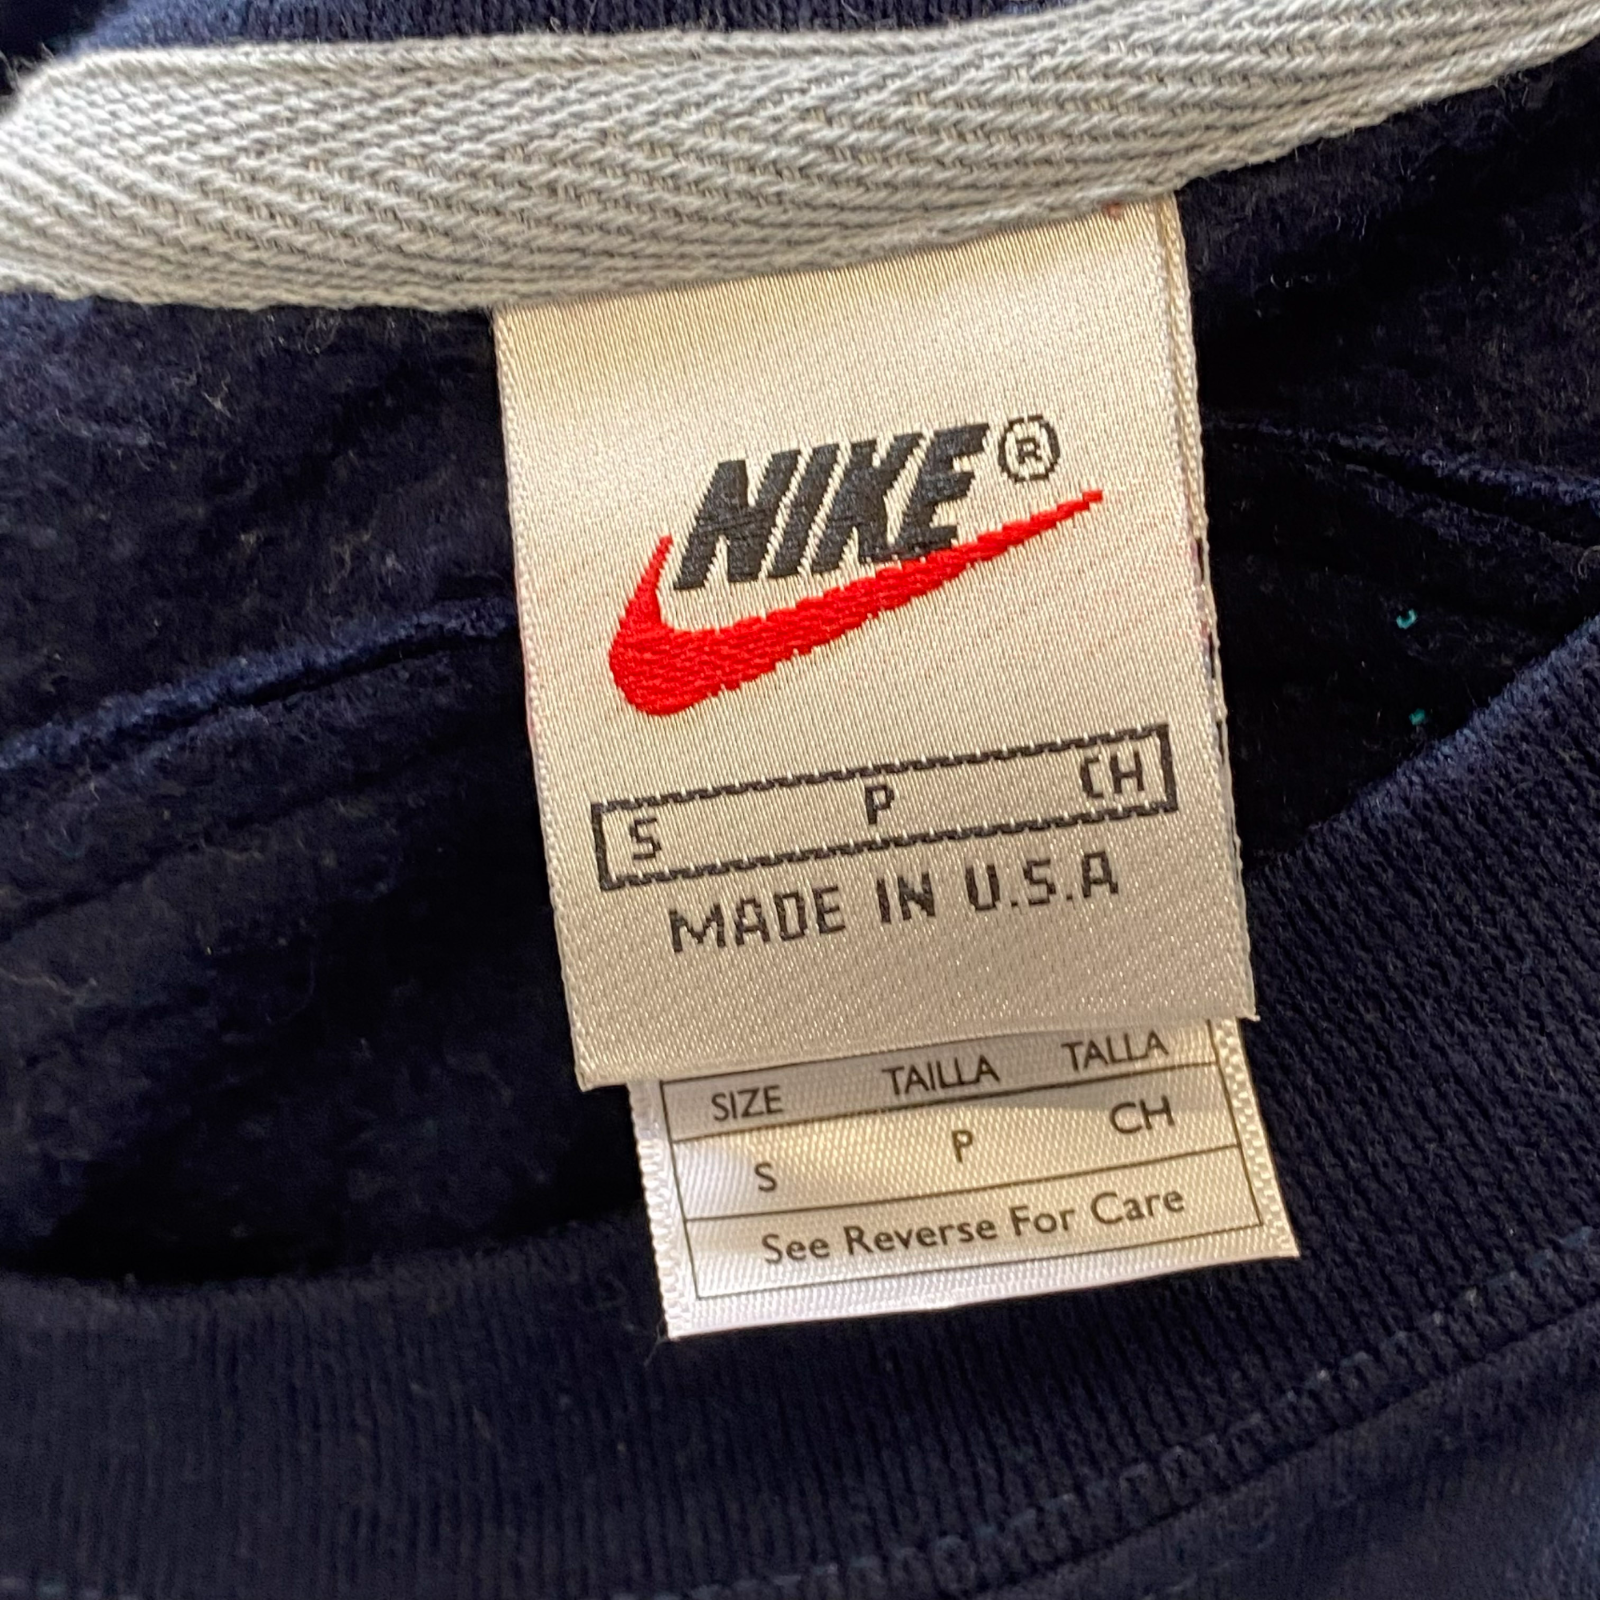 NIKE®
S P CH
MADE IN U.S.A
SIZE TAILLA TALLA
S P CH
See Reverse For Care